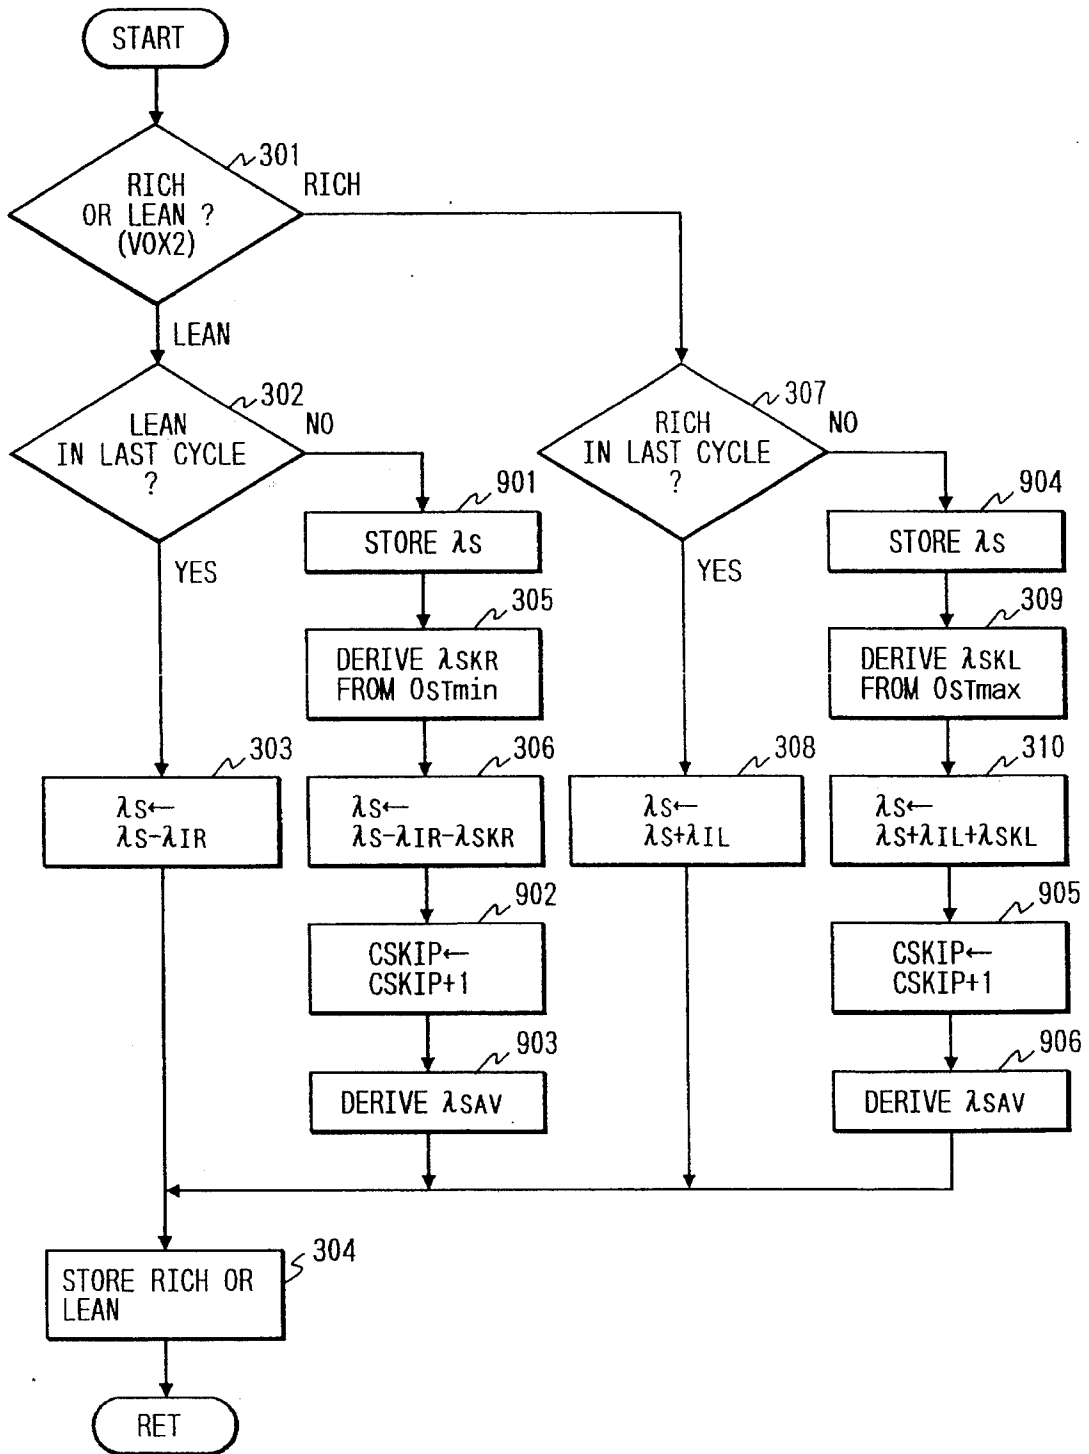 START
301
RICH
OR LEAN ?
(VOX2)
RICH
LEAN
302
LEAN
IN LAST CYCLE
?
NO
YES
307
RICH
IN LAST CYCLE
?
NO
YES
901
STORE λS
904
STORE λS
305
DERIVE λSKR
FROM OSTmin
309
DERIVE λSKL
FROM OSTmax
303
λS←
λS-λIR
306
λS←
λS-λIR-λSKR
308
λS←
λS+λIL
310
λS←
λS+λIL+λSKL
902
CSKIP←
CSKIP+1
905
CSKIP←
CSKIP+1
903
DERIVE λSAV
906
DERIVE λSAV
304
STORE RICH OR
LEAN
RET